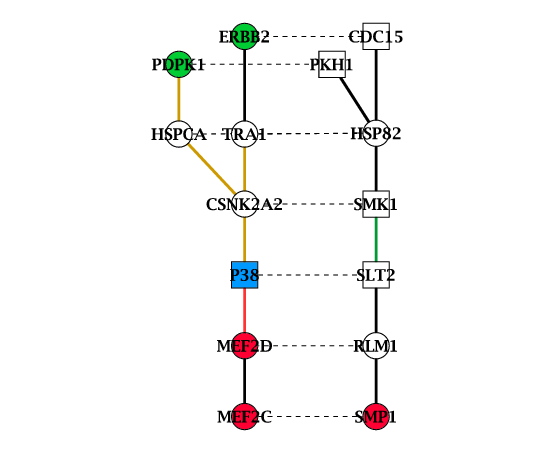 ERBB2 CDC15
PDPK1 PKH1
HSPCA TRA1 HSP82
CSNK2A2 SMK1
P38 SLT2
MEF2D RLM1
MEF2C SMP1